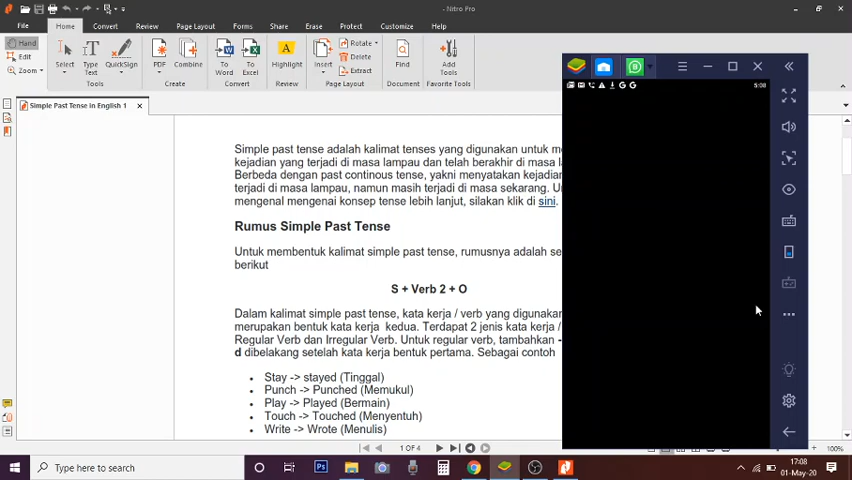 - Nitro Pro
File Home Convert Review Page Layout Forms Share Erase Protect Customize Help
Hand
Edit
Zoom
Select
Type Text
QuickSign
PDF
Combine
To Word
To Excel
Highlight
Insert
Rotate
Delete
Extract
Find
Add Tools
Create
Review
Document
Favorite Tools
Simple Past Tense in English 1
5:08
Simple past tense adalah kalimat tenses yang digunakan untuk
kejadian yang terjadi di masa lampau dan telah berakhir di masa
Berbeda dengan past continous tense, yakni menyatakan kejadian
terjadi di masa lampau, namun masih terjadi di masa sekarang.
mengenal mengenai konsep tense lebih lanjut, silakan klik di sini.
Rumus Simple Past Tense
Untuk membentuk kalimat simple past tense, rumusnya adalah
berikut
S + Verb 2 + O
Dalam kalimat simple past tense, kata kerja / verb yang digunakan
merupakan bentuk kata kerja kedua. Terdapat 2 jenis kata kerja /
Regular Verb dan Irregular Verb. Untuk regular verb, tambahkan -
d dibelakang setelah kata kerja bentuk pertama. Sebagai contoh
• Stay -> stayed (Tinggal)
• Punch -> Punched (Memukul)
• Play -> Played (Bermain)
• Touch -> Touched (Menyentuh)
• Write -> Wrote (Menulis)
1 OF 4
100%
Type here to search
17:08
01-May-20